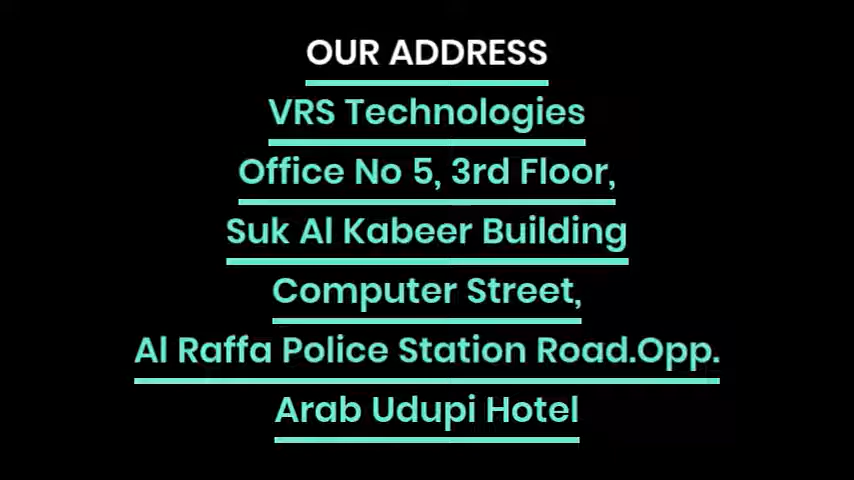 OUR ADDRESS
VRS Technologies
Office No 5, 3rd Floor,
Suk Al Kabeer Building
Computer Street,
Al Raffa Police Station Road.Opp.
Arab Udupi Hotel